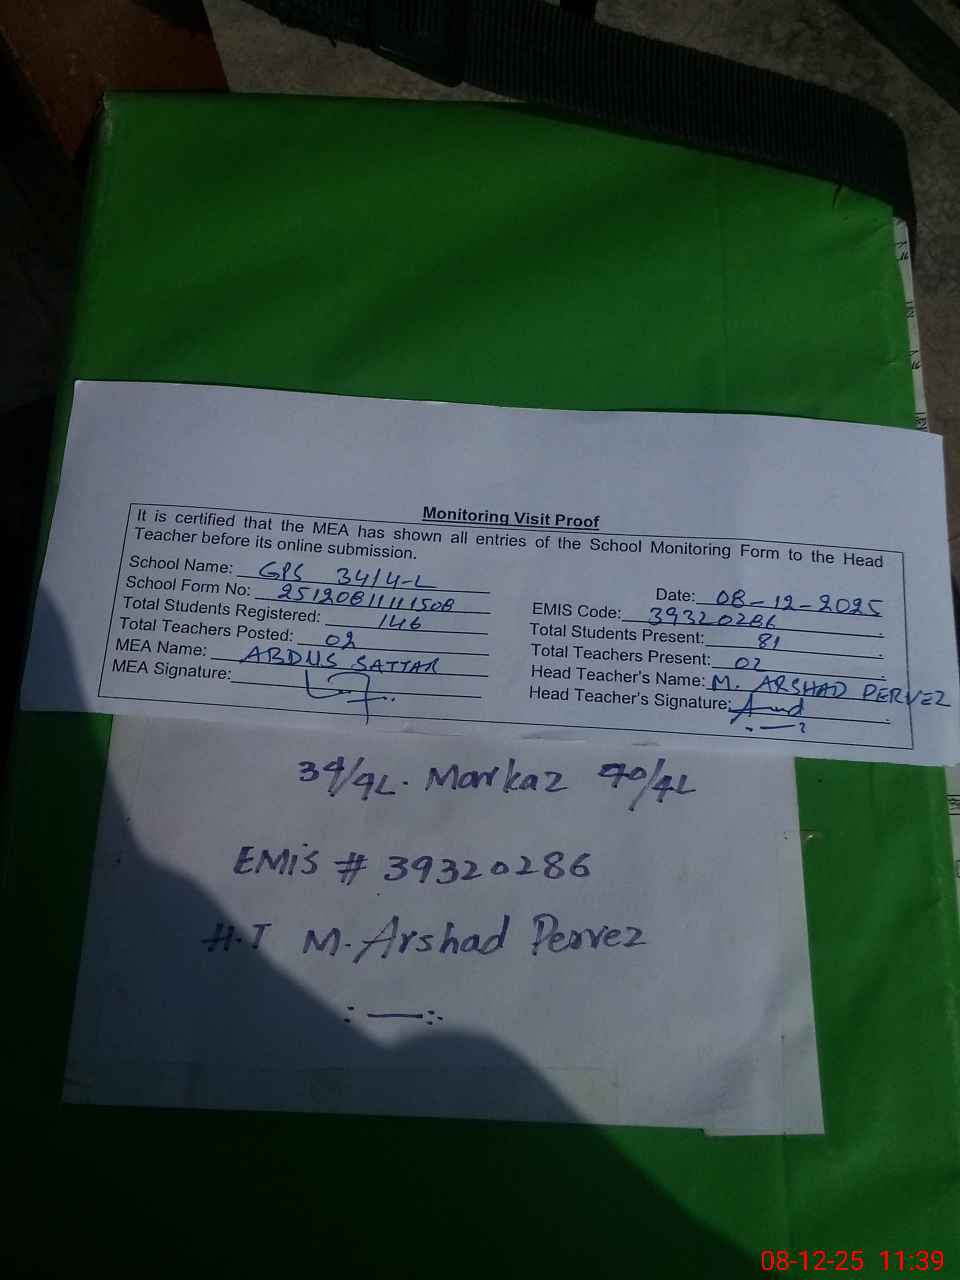 Monitoring Visit Proof
It is certified that the MEA has shown all entries of the School Monitoring Form to the Head
Teacher before its online submission.
School Name: GPS 34/4-L
Date: 08-12-2025
School Form No: 2512081111508
EMIS Code: 39320286
Total Students Registered: 146
Total Students Present: 81
Total Teachers Posted: 02
Total Teachers Present: 02
MEA Name: ABDUS SATTAR
Head Teacher's Name: M. ARSHAD PERVEZ
MEA Signature:
Head Teacher's Signature:
34/4L. Markaz 40/4L
EMiS # 39320286
H.T M. Arshad Pervez
08-12-25 11:39